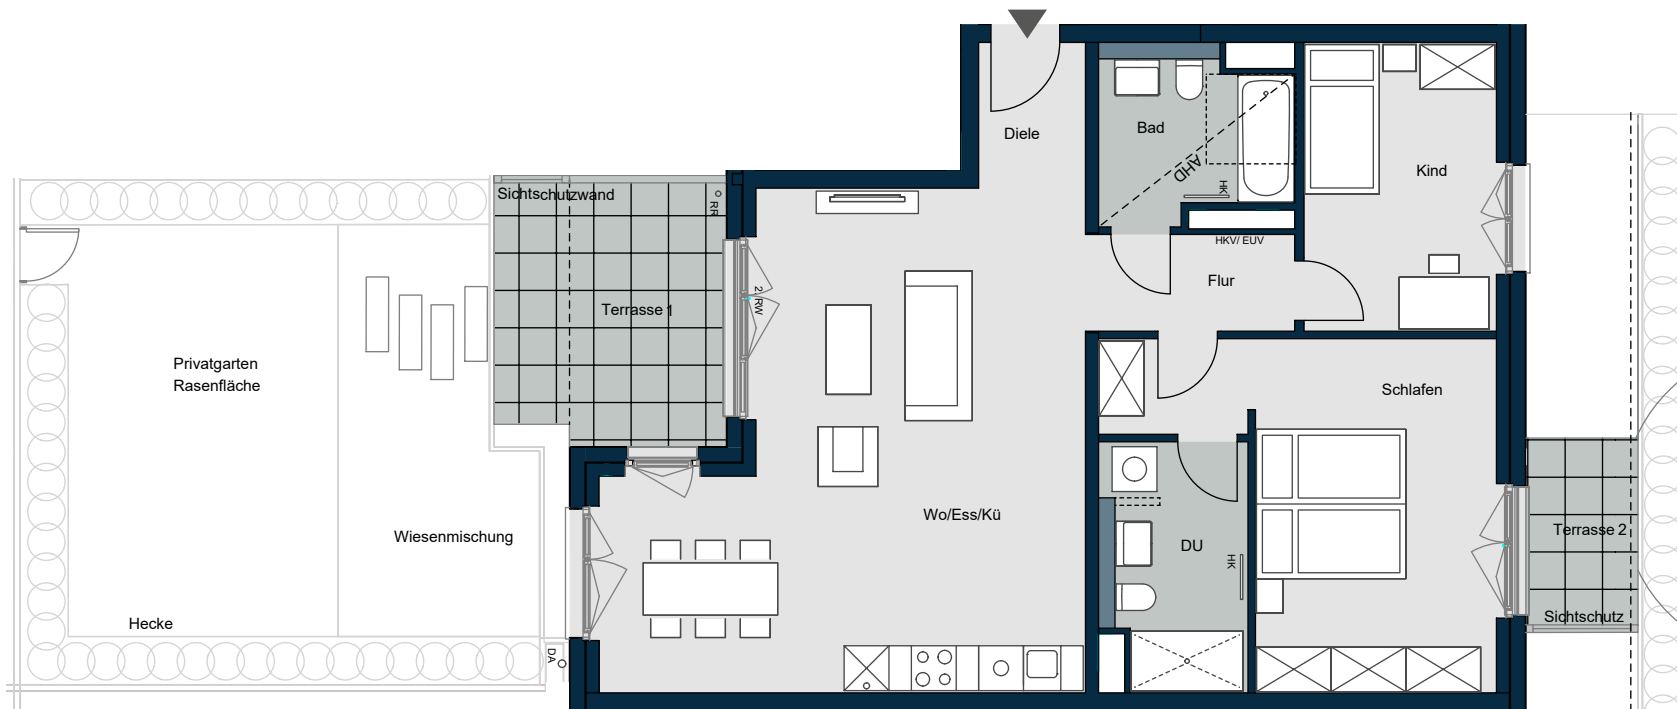 Diele
Bad
AHD
HK
HKV/ EUV
Kind
Flur
Sichtschutzwand
RR
Terrasse 1
2.RW
Privatgarten
Rasenfläche
Wiesenmischung
Hecke
DA
Wo/Ess/Kü
Schlafen
DU
HK
Terrasse 2
Sichtschutz